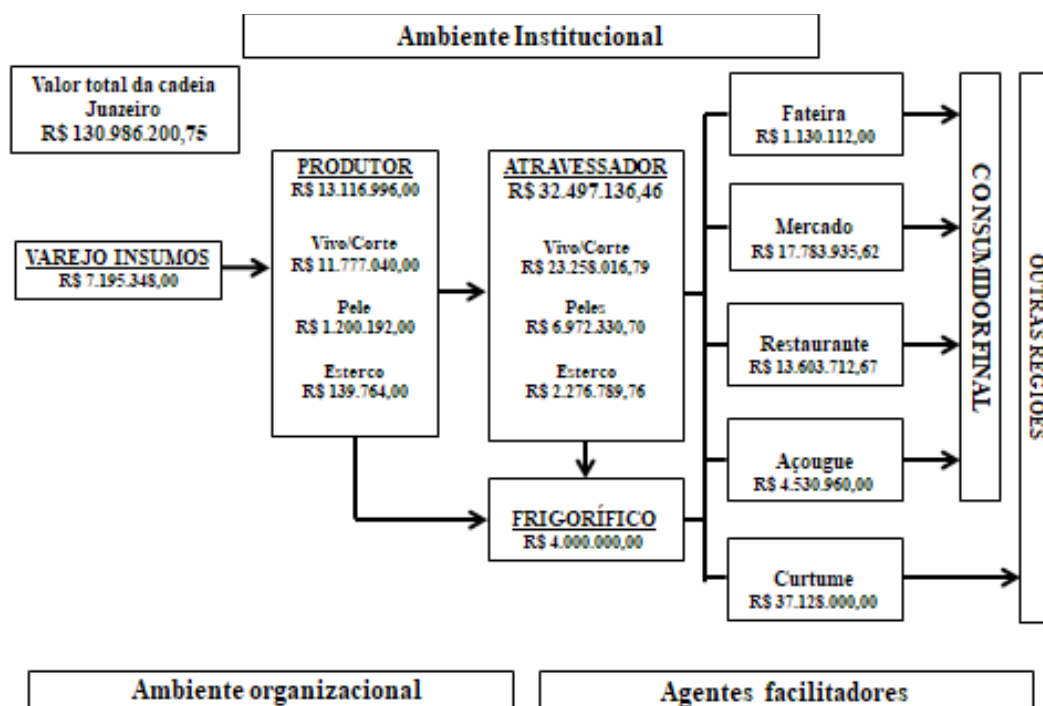 Ambiente Institucional
Valor total da cadeia
Juazeiro
R$ 130.986.200,75
VAREJO INSUMOS
R$ 7.195.348,00
PRODUTOR
R$ 13.116.996,00
Vivo/Corte
R$ 11.777.040,00
Pele
R$ 1.200.192,00
Esterco
R$ 139.764,00
ATRAVESSADOR
R$ 32.497.136,46
Vivo/Corte
R$ 23.258.016,79
Peles
R$ 6.972.330,70
Esterco
R$ 2.276.789,76
FRIGORÍFICO
R$ 4.000.000,00
Fateira
R$ 1.130.112,00
Mercado
R$ 17.783.935,62
Restaurante
R$ 13.603.712,67
Açougue
R$ 4.530.960,00
Curtume
R$ 37.128.000,00
CONSUMIDOR FINAL
OUTRAS REGIÕES
Ambiente organizacional
Agentes facilitadores